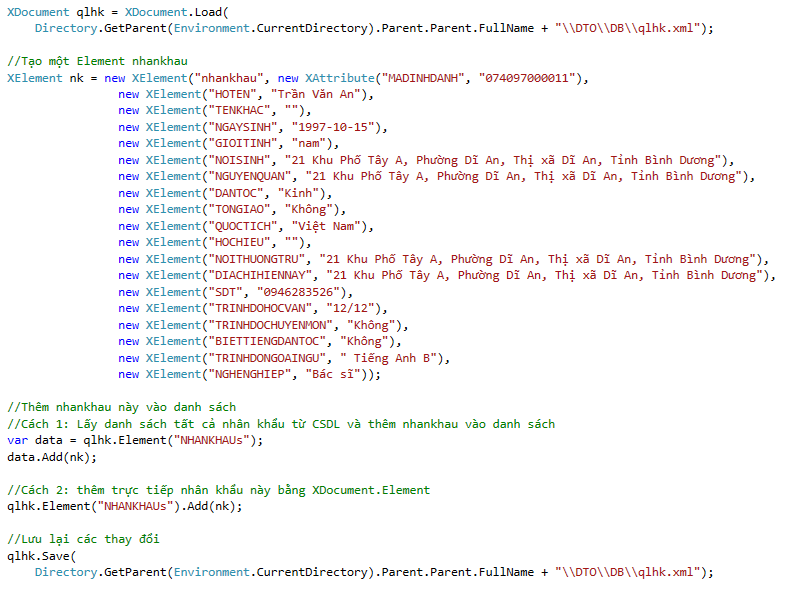 XDocument qlhk = XDocument.Load(
Directory.GetParent(Environment.CurrentDirectory).Parent.Parent.FullName + "\\DTO\\DB\\qlhk.xml");
//Tạo một Element nhankhau
XElement nk = new XElement("nhankhau", new XAttribute("MADINHDANH", "074097000011"),
new XElement("HOTEN", "Trần Văn An"),
new XElement("TENKHAC", ""),
new XElement("NGAYSINH", "1997-10-15"),
new XElement("GIOITINH", "nam"),
new XElement("NOISINH", "21 Khu Phố Tây A, Phường Dĩ An, Thị xã Dĩ An, Tỉnh Bình Dương"),
new XElement("NGUYENQUAN", "21 Khu Phố Tây A, Phường Dĩ An, Thị xã Dĩ An, Tỉnh Bình Dương"),
new XElement("DANTOC", "Kinh"),
new XElement("TONGIAO", "Không"),
new XElement("QUOCTICH", "Việt Nam"),
new XElement("HOCHIEU", ""),
new XElement("NOITHUONGTRU", "21 Khu Phố Tây A, Phường Dĩ An, Thị xã Dĩ An, Tỉnh Bình Dương"),
new XElement("DIACHIHIENNAY", "21 Khu Phố Tây A, Phường Dĩ An, Thị xã Dĩ An, Tỉnh Bình Dương"),
new XElement("SDT", "0946283526"),
new XElement("TRINHDOHOCVAN", "12/12"),
new XElement("TRINHDOCHUYENMON", "Không"),
new XElement("BIETTIENGDANTOC", "Không"),
new XElement("TRINHDONGOAINGU", " Tiếng Anh B"),
new XElement("NGHENGHIEP", "Bác sĩ"));
//Thêm nhankhau này vào danh sách
//Cách 1: Lấy danh sách tất cả nhân khẩu từ CSDL và thêm nhankhau vào danh sách
var data = qlhk.Element("NHANKHAUs");
data.Add(nk);
//Cách 2: thêm trực tiếp nhân khẩu này bằng XDocument.Element
qlhk.Element("NHANKHAUs").Add(nk);
//Lưu lại các thay đổi
qlhk.Save(
Directory.GetParent(Environment.CurrentDirectory).Parent.Parent.FullName + "\\DTO\\DB\\qlhk.xml");